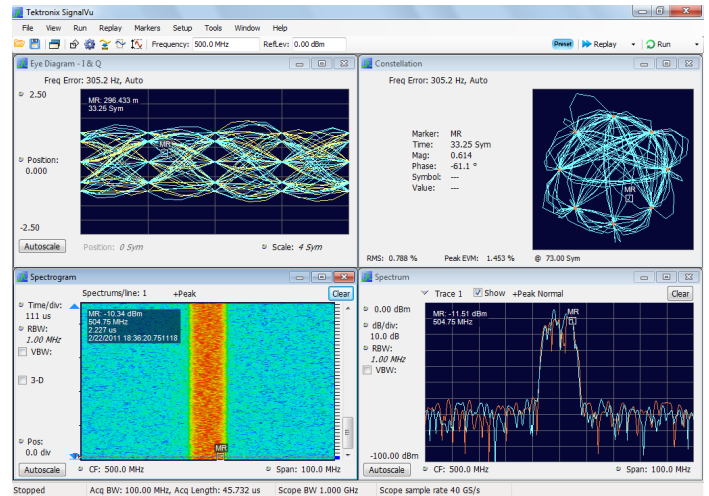 Tektronix SignalVu
File View Run Replay Markers Setup Tools Window Help
Frequency: 500.0 MHz RefLev: 0.00 dBm Preset Replay Run
Eye Diagram - I & Q
Freq Error: 305.2 Hz, Auto
2.50
MR: 296.433 m
33.25 Sym
MR
Position:
0.000
-2.50
Autoscale Position: 0 Sym Scale: 4 Sym
Constellation
Freq Error: 305.2 Hz, Auto
Marker: MR
Time: 33.25 Sym
Mag: 0.614
Phase: -61.1 °
Symbol: ---
Value: ---
MR
RMS: 0.788 % Peak EVM: 1.453 % @ 73.00 Sym
Spectrogram
Spectrums/line: 1 +Peak Clear
Time/div:
111 us
RBW:
1.00 MHz
VBW:
3-D
Pos:
0.0 div
MR: -10.34 dBm
504.75 MHz
2.227 us
2/22/2011 18:36:20.751118
MR
Autoscale CF: 500.0 MHz Span: 100.0 MHz
Spectrum
Trace 1 Show +Peak Normal Clear
0.00 dBm
dB/div:
10.0 dB
RBW:
1.00 MHz
VBW:
MR: -11.51 dBm
504.75 MHz
MR
-100.00 dBm
Autoscale CF: 500.0 MHz Span: 100.0 MHz
Stopped Acq BW: 100.00 MHz, Acq Length: 45.732 us Scope BW 1.000 GHz Scope sample rate 40 GS/s